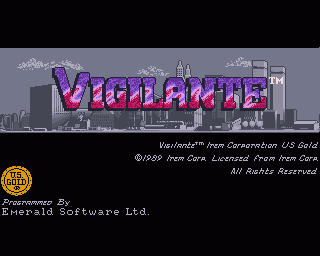 VIGILANTE™
Vigilante™ Irem Corporation US Gold
©1989 Irem Corp. Licensed from Irem Corp.
All Rights Reserved
US
GOLD
Programmed By
Emerald Software Ltd.